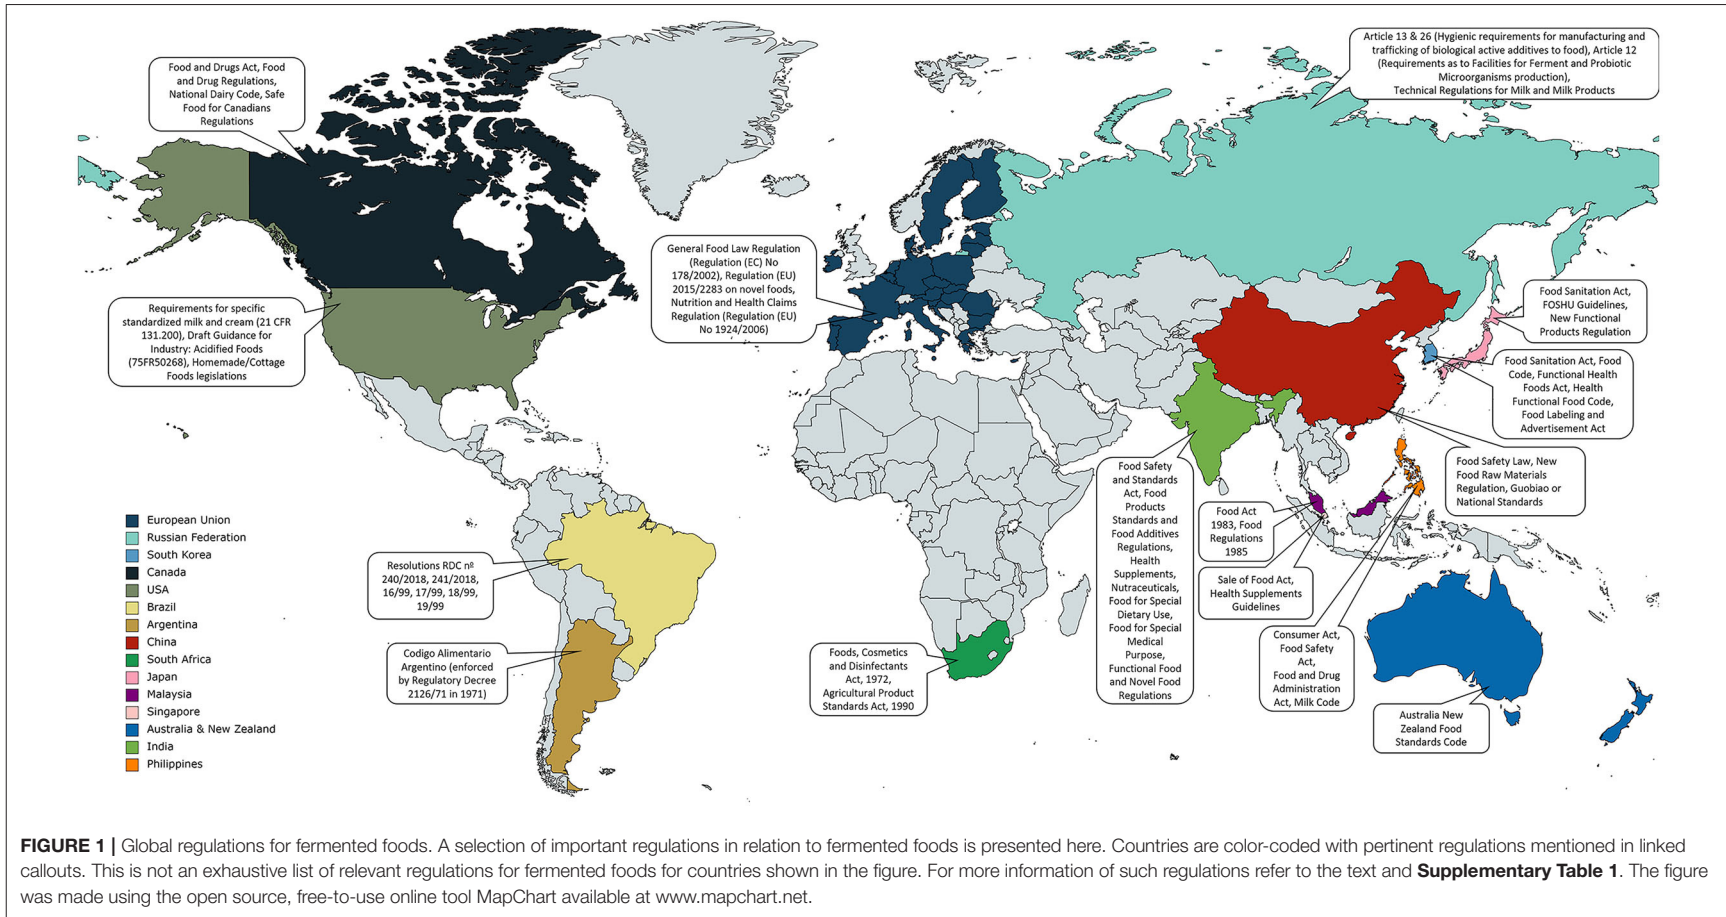 Food and Drugs Act, Food
and Drug Regulations,
National Dairy Code, Safe
Food for Canadians
Regulations
Article 13 & 26 (Hygienic requirements for manufacturing and
trafficking of biological active additives to food), Article 12
(Requirements as to Facilities for Ferment and Probiotic
Microorganisms production),
Technical Regulations for Milk and Milk Products
General Food Law Regulation
(Regulation (EC) No
178/2002), Regulation (EU)
2015/2283 on novel foods,
Nutrition and Health Claims
Regulation (Regulation (EU)
No 1924/2006)
Requirements for specific
standardized milk and cream (21 CFR
131.200), Draft Guidance for
Industry: Acidified Foods
(75FR50268), Homemade/Cottage
Foods legislations
Food Sanitation Act,
FOSHU Guidelines,
New Functional
Products Regulation
Food Sanitation Act, Food
Code, Functional Health
Foods Act, Health
Functional Food Code,
Food Labeling and
Advertisement Act
Food Safety Law, New
Food Raw Materials
Regulation, Guobiao or
National Standards
Food Safety
and Standards
Act, Food
Products
Standards and
Food Additives
Regulations,
Health
Supplements,
Nutraceuticals,
Food for Special
Dietary Use,
Food for Special
Medical
Purpose,
Functional Food
and Novel Food
Regulations
Food Act
1983, Food
Regulations
1985
Sale of Food Act,
Health Supplements
Guidelines
Consumer Act,
Food Safety
Act,
Food and Drug
Administration
Act, Milk Code
Resolutions RDC nº
240/2018, 241/2018,
16/99, 17/99, 18/99,
19/99
Codigo Alimentario
Argentino (enforced
by Regulatory Decree
2126/71 in 1971)
Foods, Cosmetics
and Disinfectants
Act, 1972,
Agricultural Product
Standards Act, 1990
Australia New
Zealand Food
Standards Code
European Union
Russian Federation
South Korea
Canada
USA
Brazil
Argentina
China
South Africa
Japan
Malaysia
Singapore
Australia & New Zealand
India
Philippines
FIGURE 1 | Global regulations for fermented foods. A selection of important regulations in relation to fermented foods is presented here. Countries are color-coded with pertinent regulations mentioned in linked
callouts. This is not an exhaustive list of relevant regulations for fermented foods for countries shown in the figure. For more information of such regulations refer to the text and Supplementary Table 1. The figure
was made using the open source, free-to-use online tool MapChart available at www.mapchart.net.